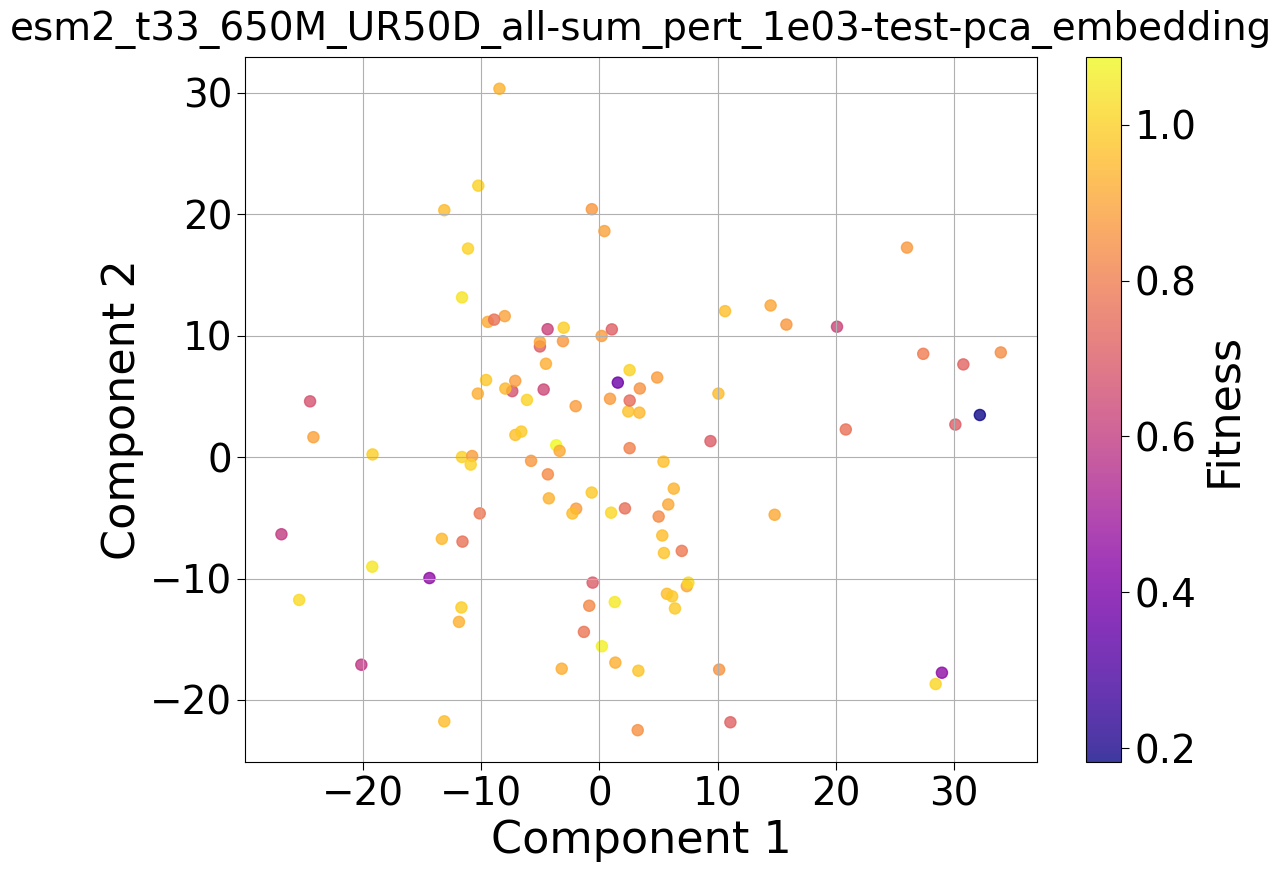 esm2_t33_650M_UR50D_all-sum_pert_1e03-test-pca_embedding
30
20
10
0
−10
−20
Component 2
−20 −10 0 10 20 30
Component 1
1.0
0.8
0.6
0.4
0.2
Fitness